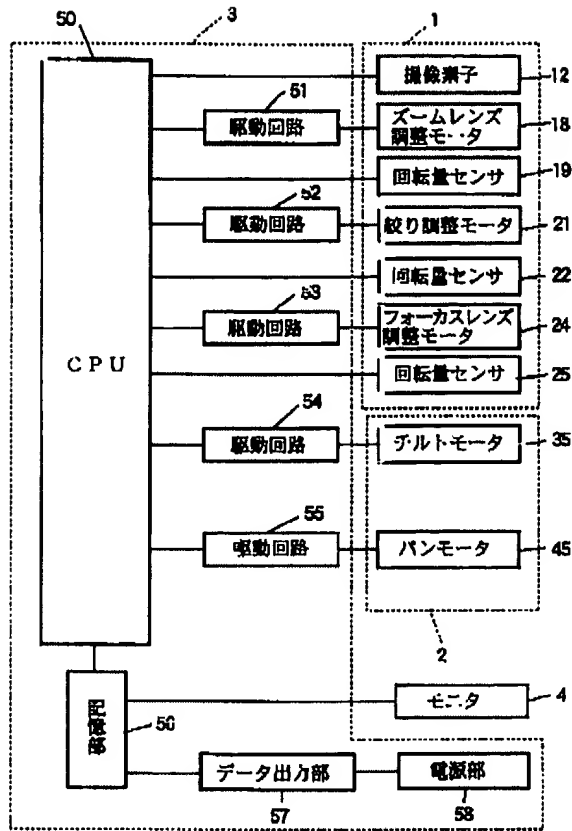 50
3
1
撮像素子
12
51
駆動回路
ズームレンズ
調整モータ
18
回転量センサ
19
52
駆動回路
絞り調整モータ
21
回転量センサ
22
53
駆動回路
フォーカスレンズ
調整モータ
24
CPU
回転量センサ
25
54
駆動回路
チルトモータ
35
55
駆動回路
パンモータ
45
2
記憶部
50
モニタ
4
データ出力部
57
電源部
58